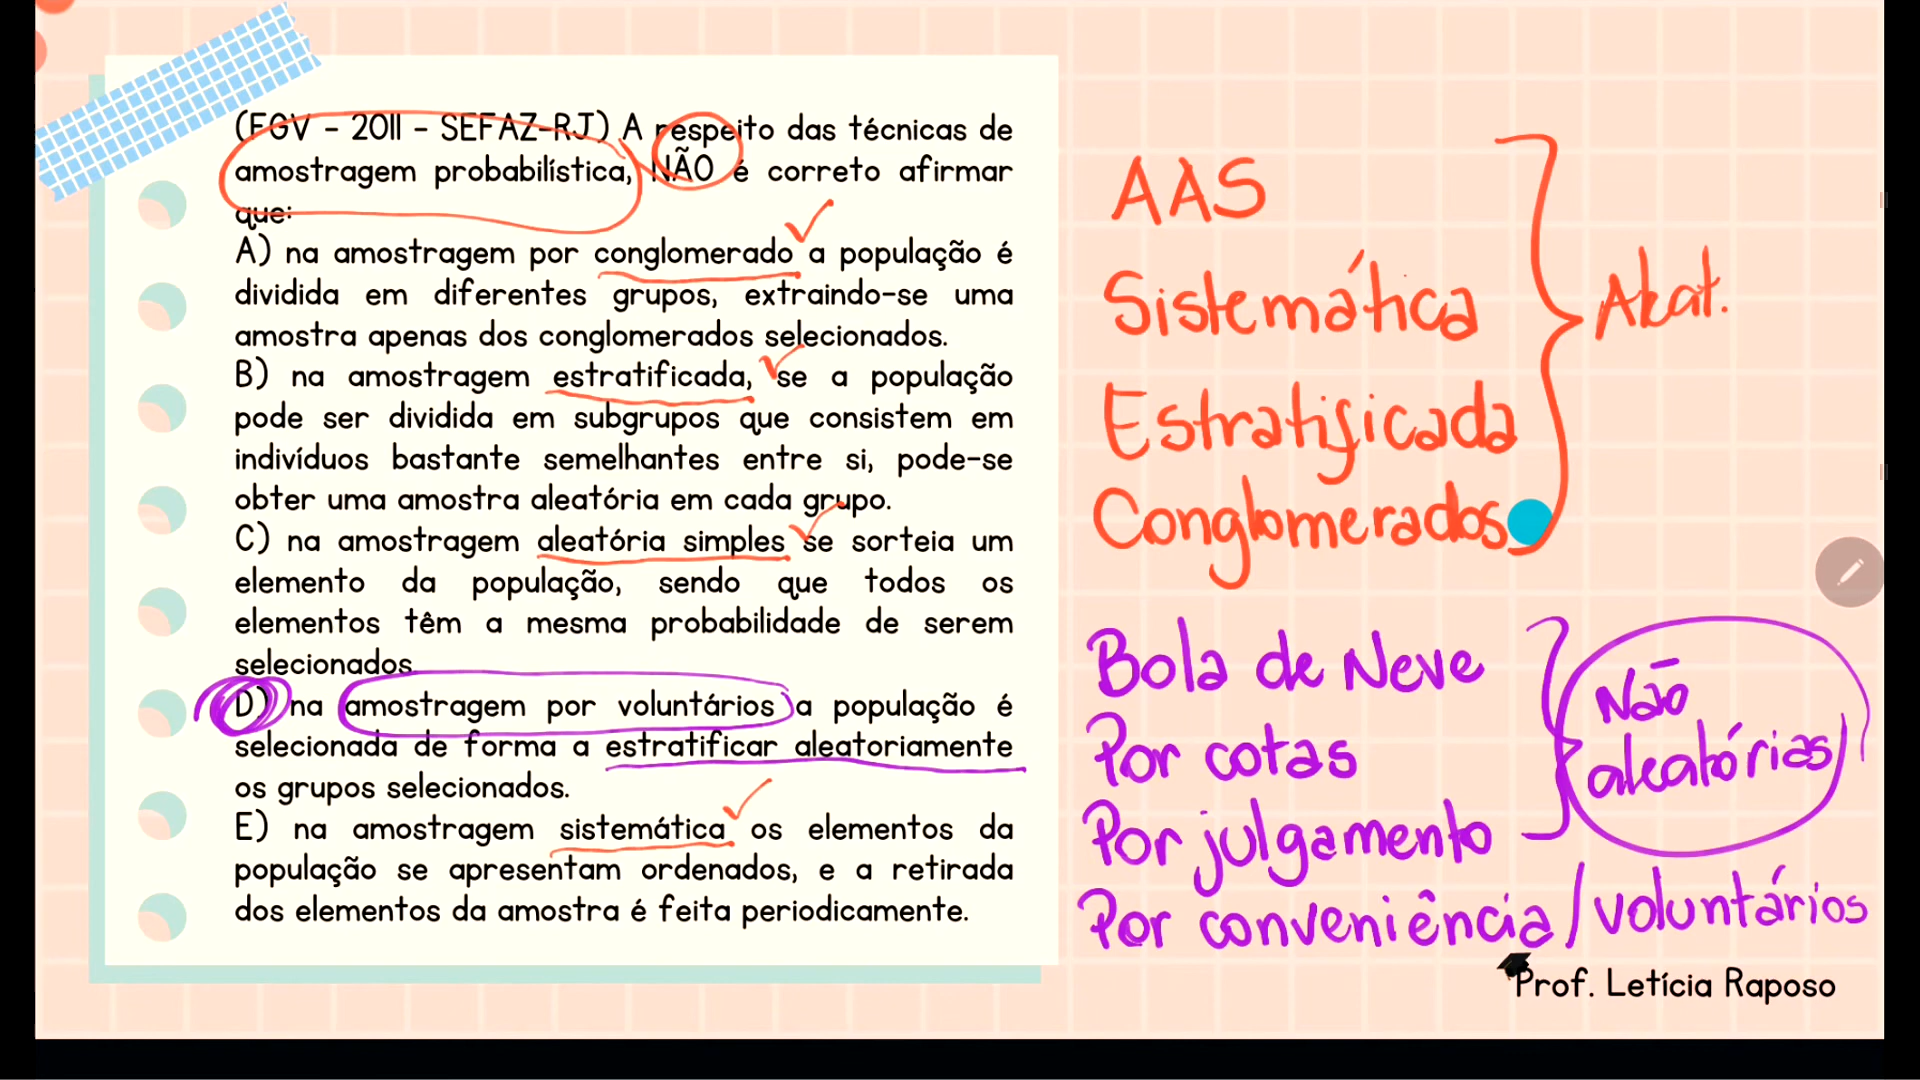 (FGV - 2011 - SEFAZ-RJ) A respeito das técnicas de
amostragem probabilística, NÃO é correto afirmar
que:
A) na amostragem por conglomerado a população é
dividida em diferentes grupos, extraindo-se uma
amostra apenas dos conglomerados selecionados.
B) na amostragem estratificada, se a população
pode ser dividida em subgrupos que consistem em
indivíduos bastante semelhantes entre si, pode-se
obter uma amostra aleatória em cada grupo.
C) na amostragem aleatória simples se sorteia um
elemento da população, sendo que todos os
elementos têm a mesma probabilidade de serem
selecionados.
D) na amostragem por voluntários a população é
selecionada de forma a estratificar aleatoriamente
os grupos selecionados.
E) na amostragem sistemática os elementos da
população se apresentam ordenados, e a retirada
dos elementos da amostra é feita periodicamente.
AAS
Sistemática
Estratificada
Conglomerados
Aleat.
Bola de Neve
Por cotas
Por julgamento
Por conveniência / voluntários
Não
aleatórias
Prof. Letícia Raposo